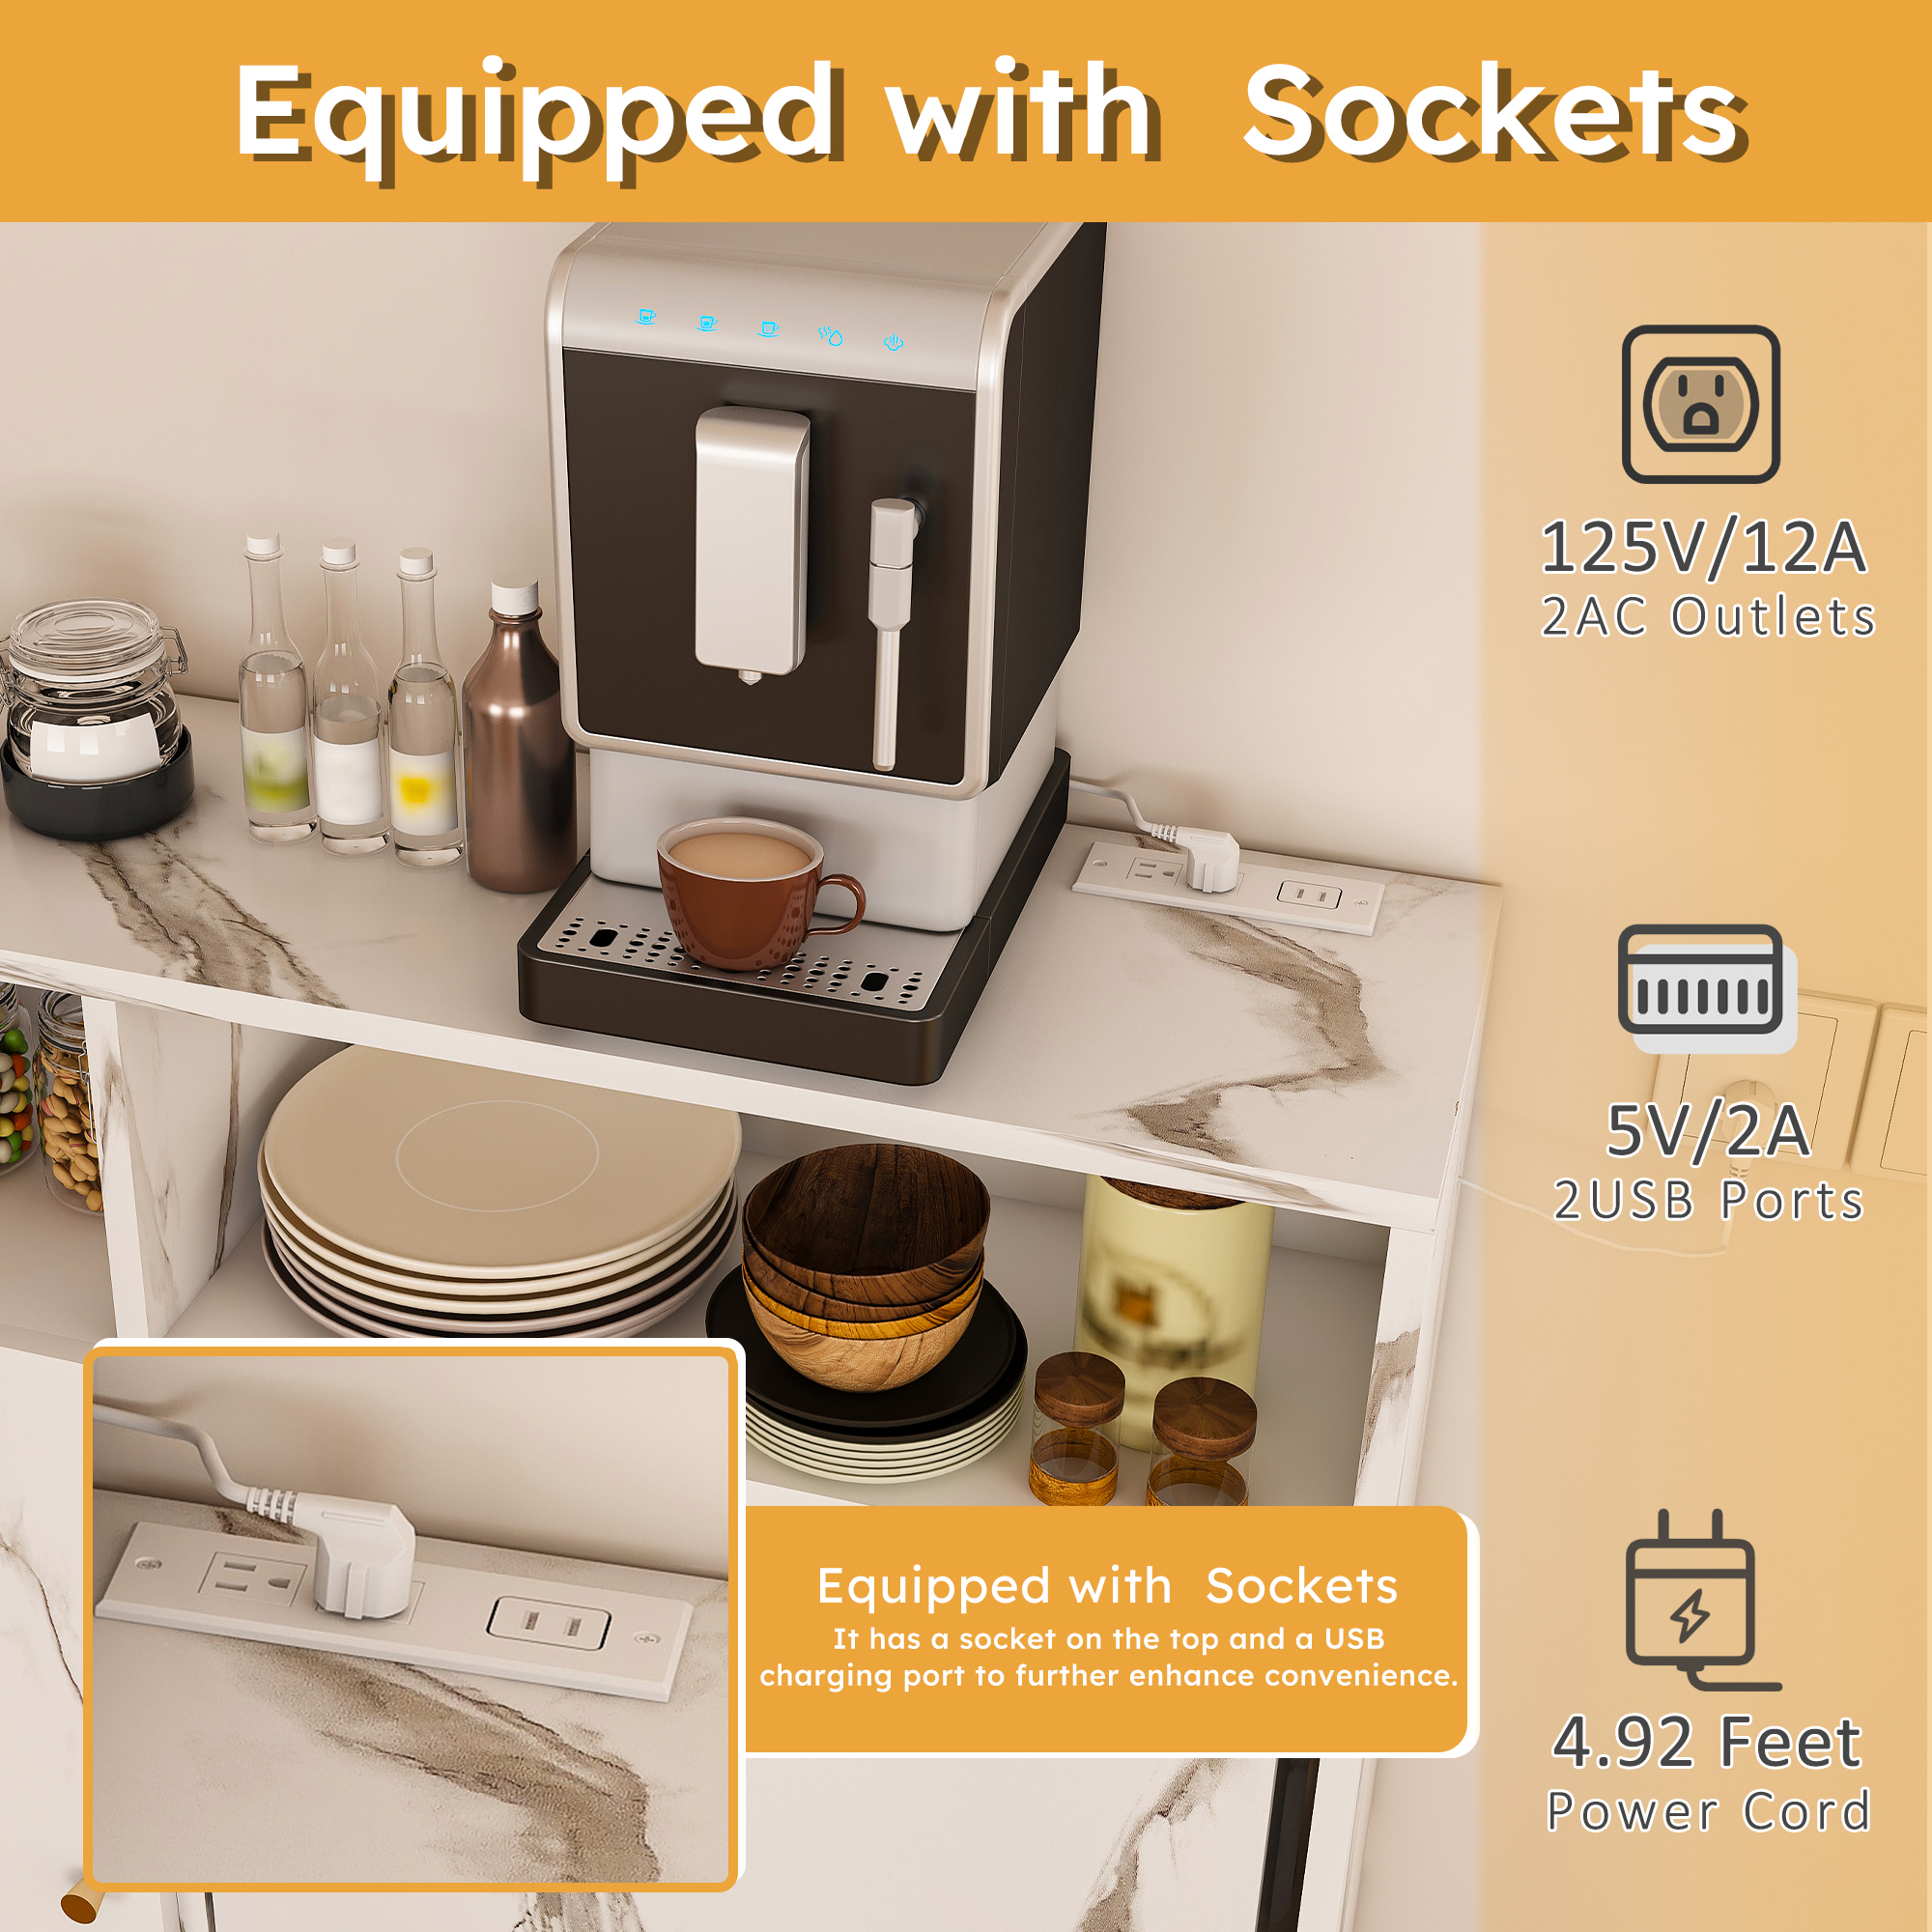 Equipped with Sockets
125V/12A
2AC Outlets
5V/2A
2USB Ports
Equipped with Sockets
It has a socket on the top and a USB
charging port to further enhance convenience.
4.92 Feet
Power Cord